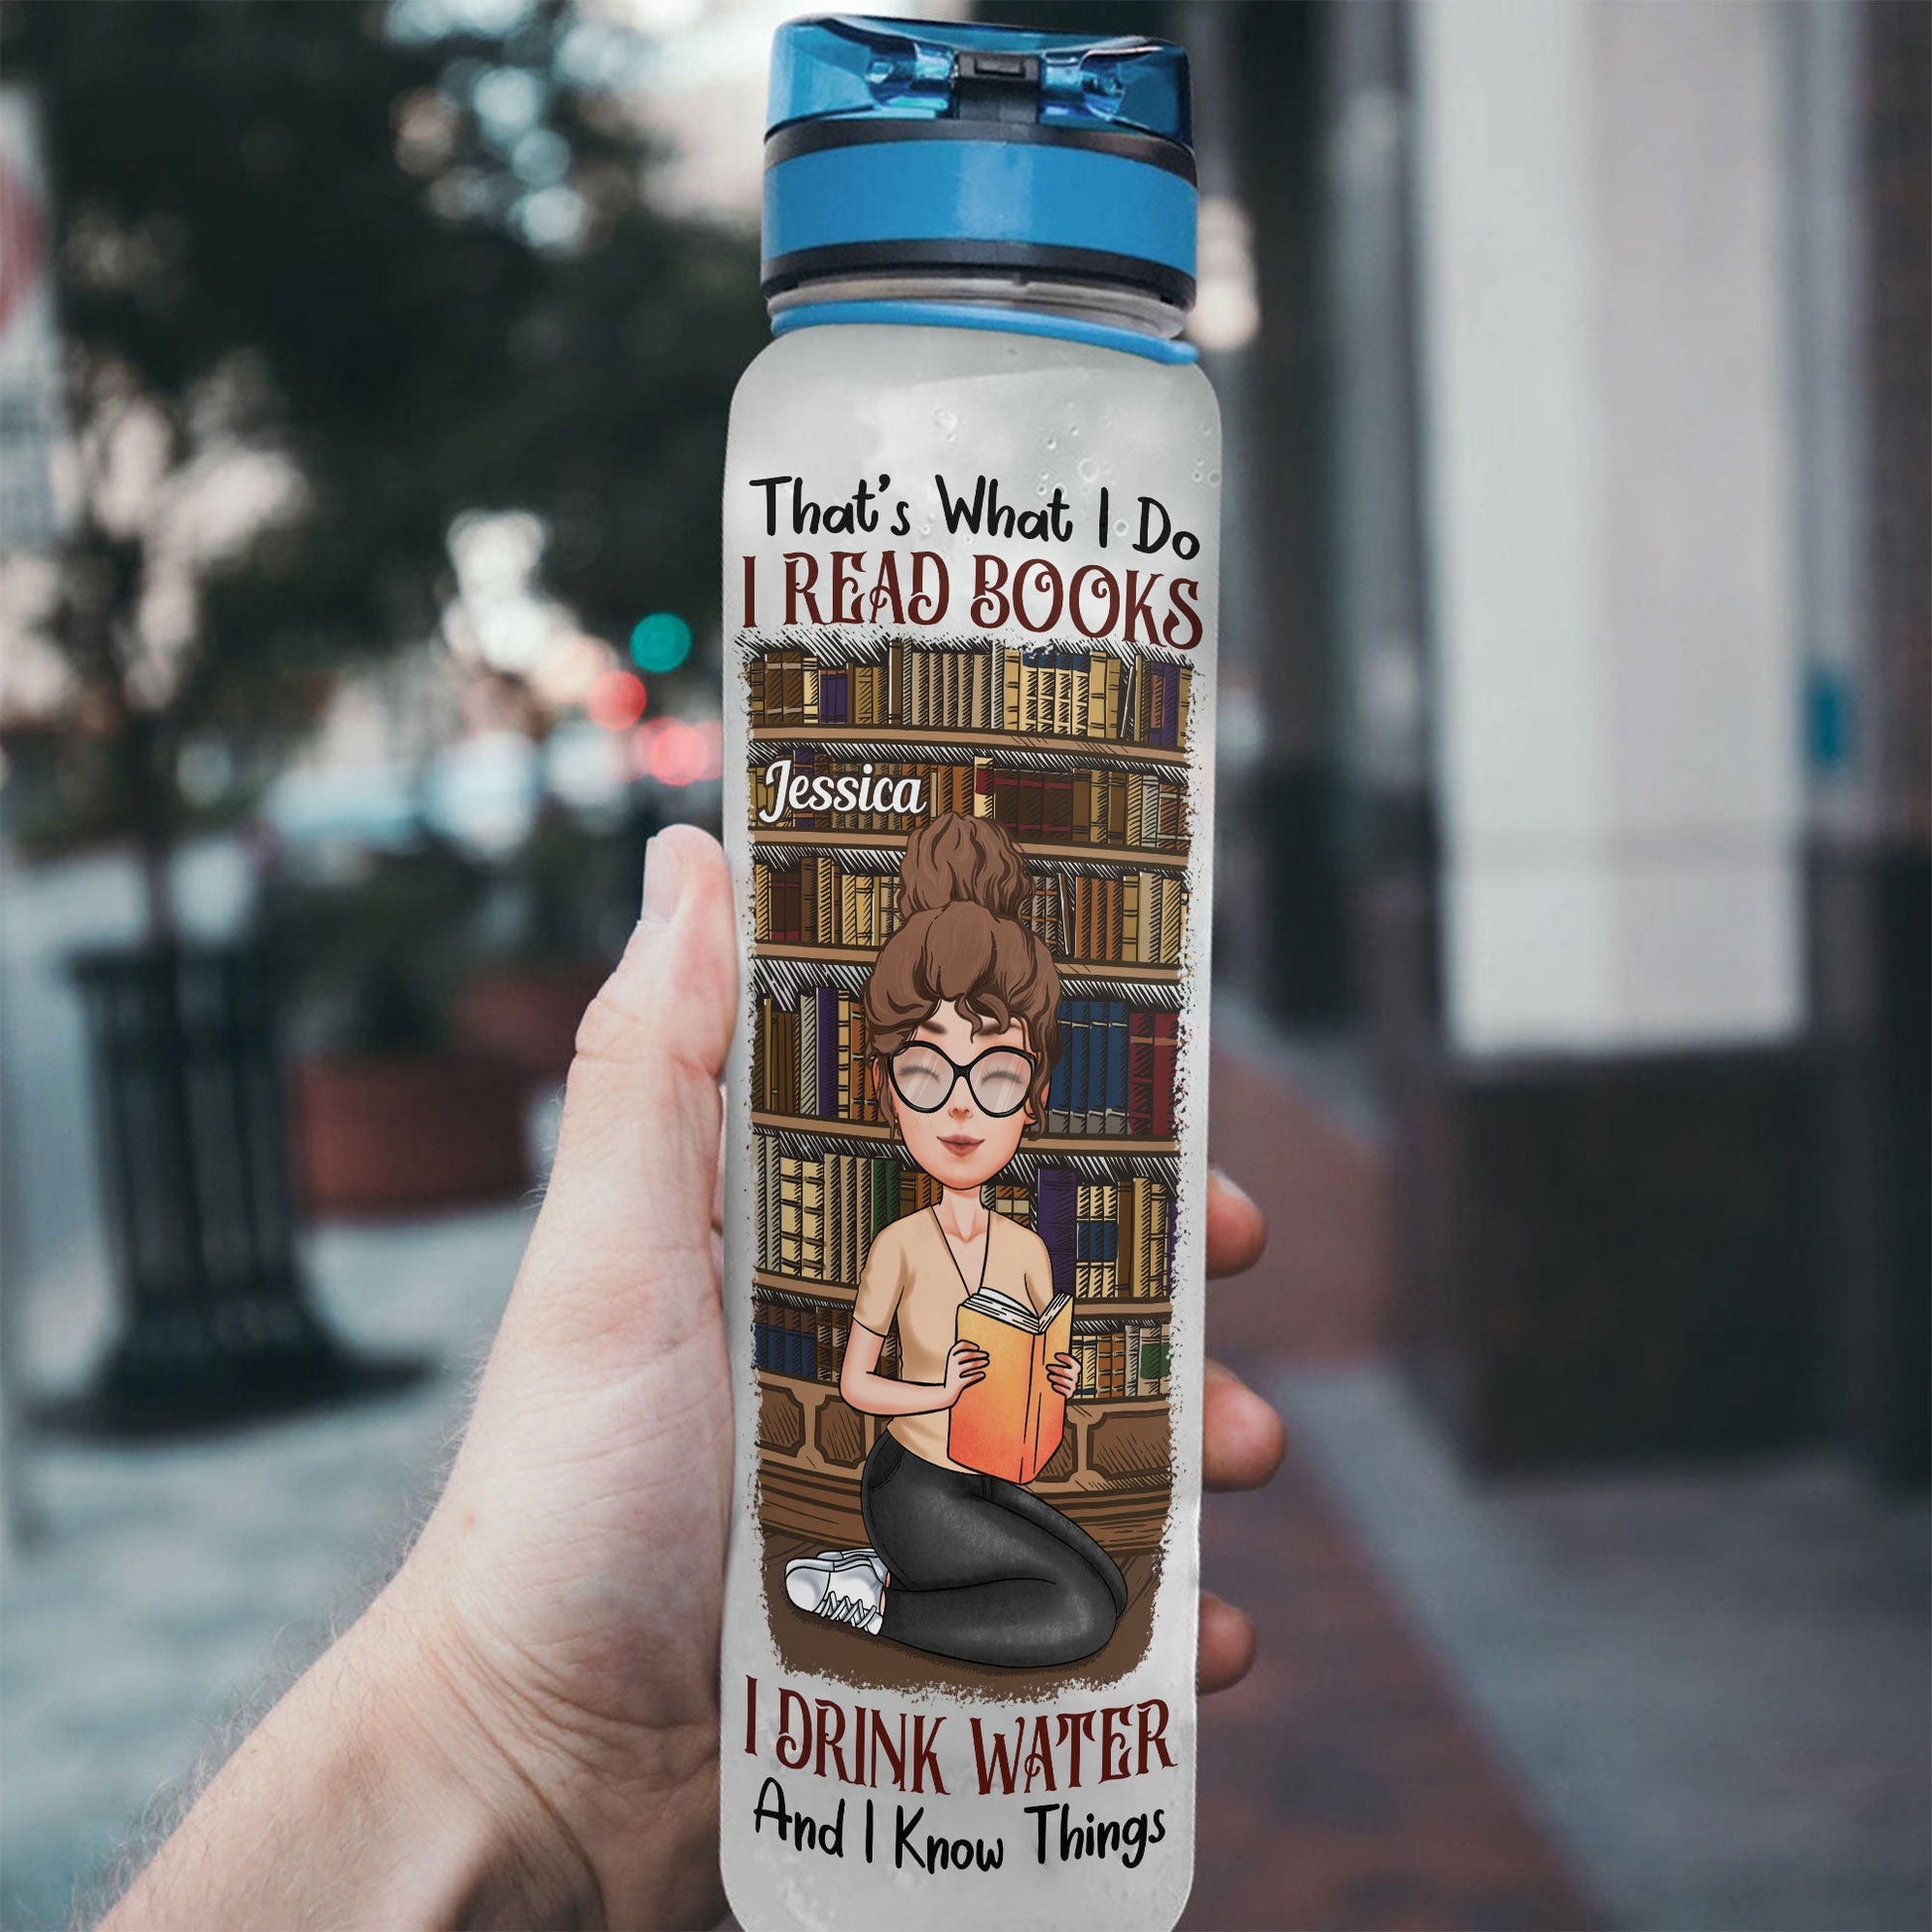 That's What I Do
I READ BOOKS
Jessica
I DRINK WATER
And I Know Things